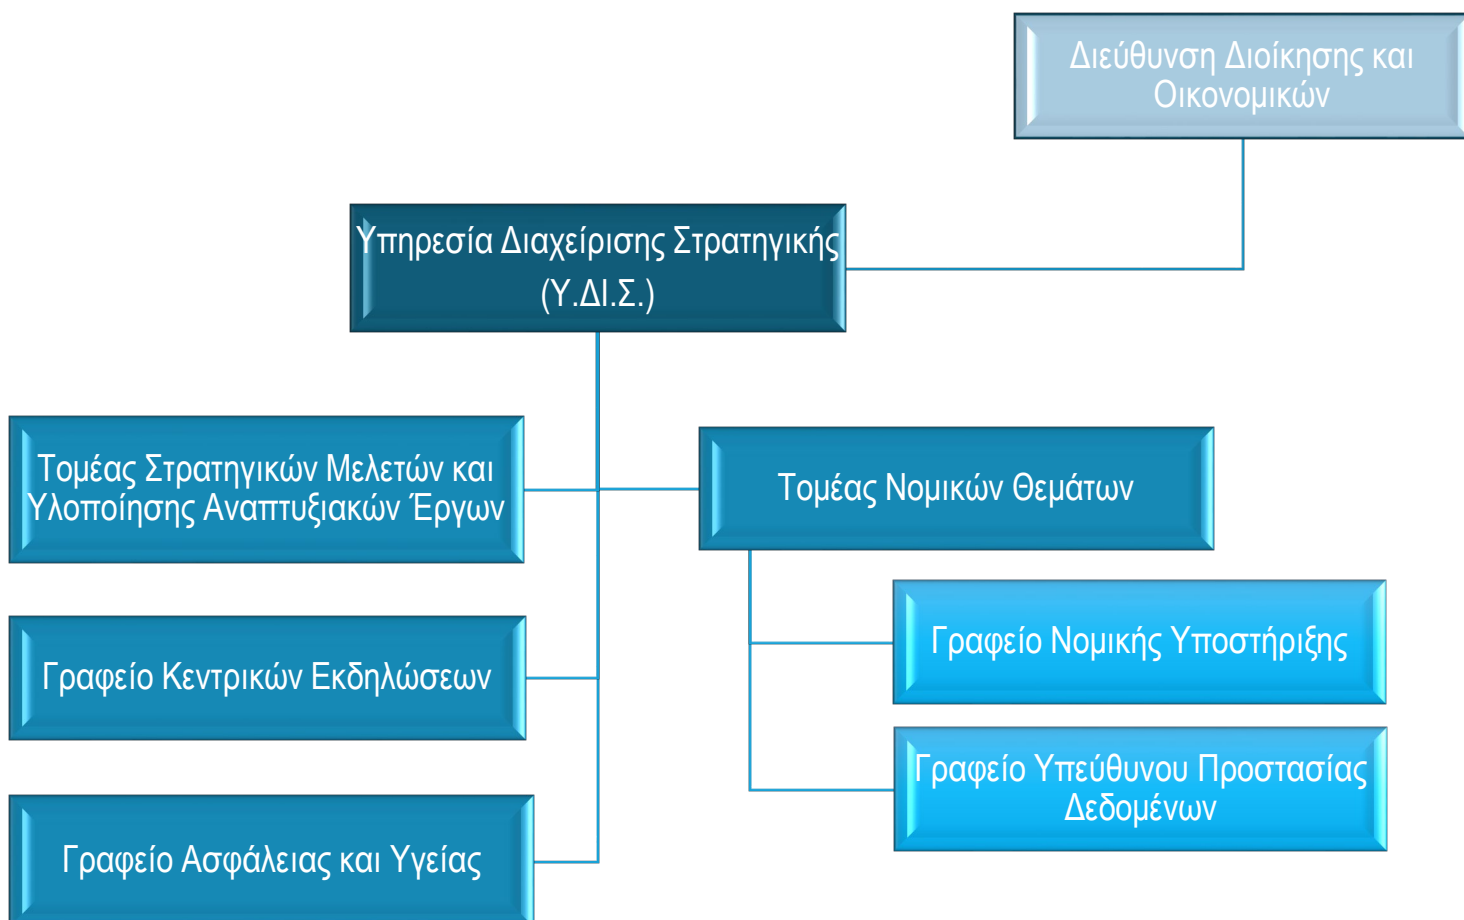 Διεύθυνση Διοίκησης και
Οικονομικών
Υπηρεσία Διαχείρισης Στρατηγικής
(Υ.ΔΙ.Σ.)
Τομέας Στρατηγικών Μελετών και
Υλοποίησης Αναπτυξιακών Έργων
Τομέας Νομικών Θεμάτων
Γραφείο Νομικής Υποστήριξης
Γραφείο Κεντρικών Εκδηλώσεων
Γραφείο Υπεύθυνου Προστασίας
Δεδομένων
Γραφείο Ασφάλειας και Υγείας